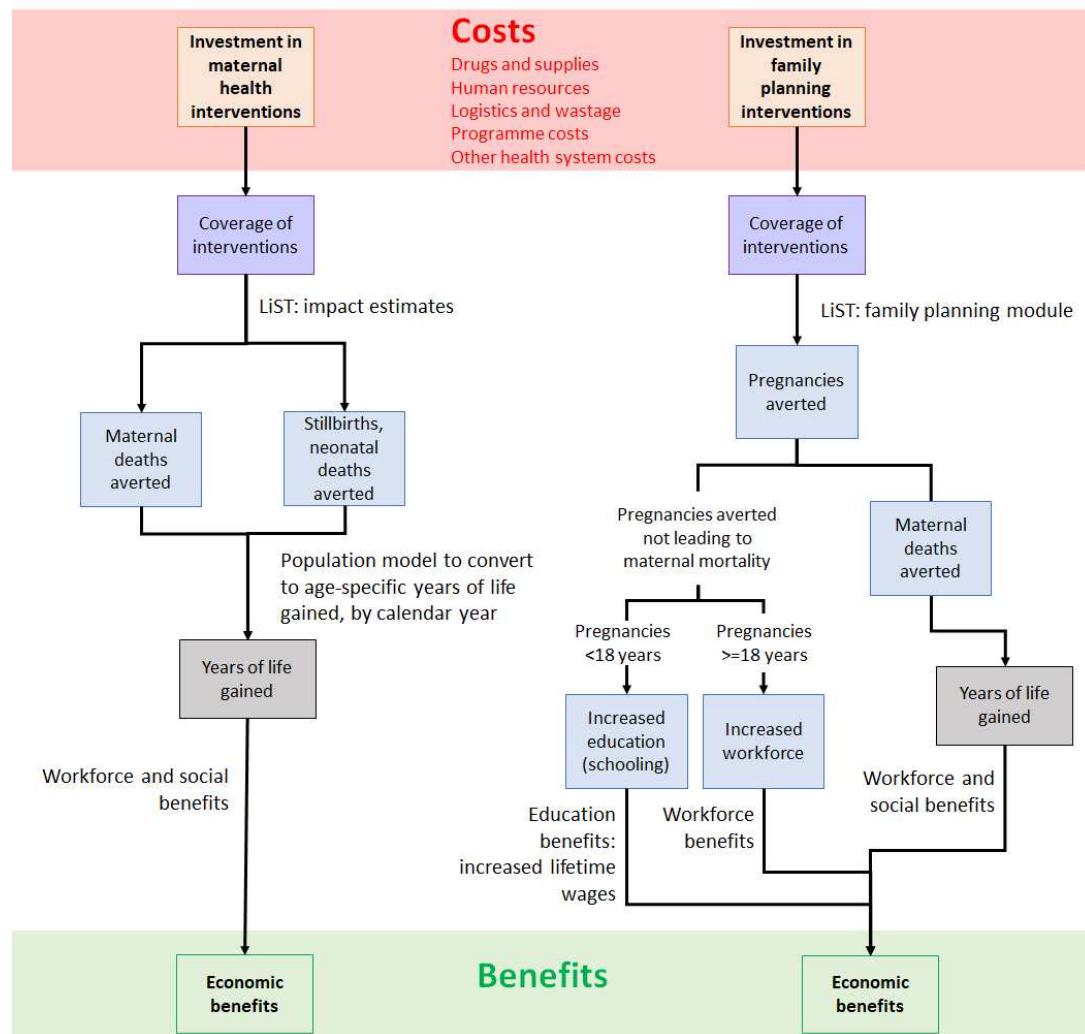 Costs
Investment in
maternal
health
interventions
Drugs and supplies
Human resources
Logistics and wastage
Programme costs
Other health system costs
Investment in
family
planning
interventions
Coverage of
interventions
Coverage of
interventions
LiST: impact estimates
LiST: family planning module
Pregnancies
averted
Maternal
deaths
averted
Stillbirths,
neonatal
deaths
averted
Pregnancies averted
not leading to
maternal mortality
Maternal
deaths
averted
Population model to convert
to age-specific years of life
gained, by calendar year
Pregnancies
<18 years
Pregnancies
>=18 years
Years of life
gained
Increased
education
(schooling)
Increased
workforce
Years of life
gained
Workforce and social
benefits
Education
benefits:
increased lifetime
wages
Workforce
benefits
Workforce and
social benefits
Benefits
Economic
benefits
Economic
benefits